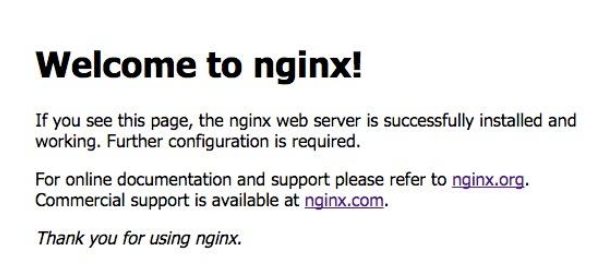 Welcome to nginx!
If you see this page, the nginx web server is successfully installed and
working. Further configuration is required.
For online documentation and support please refer to nginx.org.
Commercial support is available at nginx.com.
Thank you for using nginx.